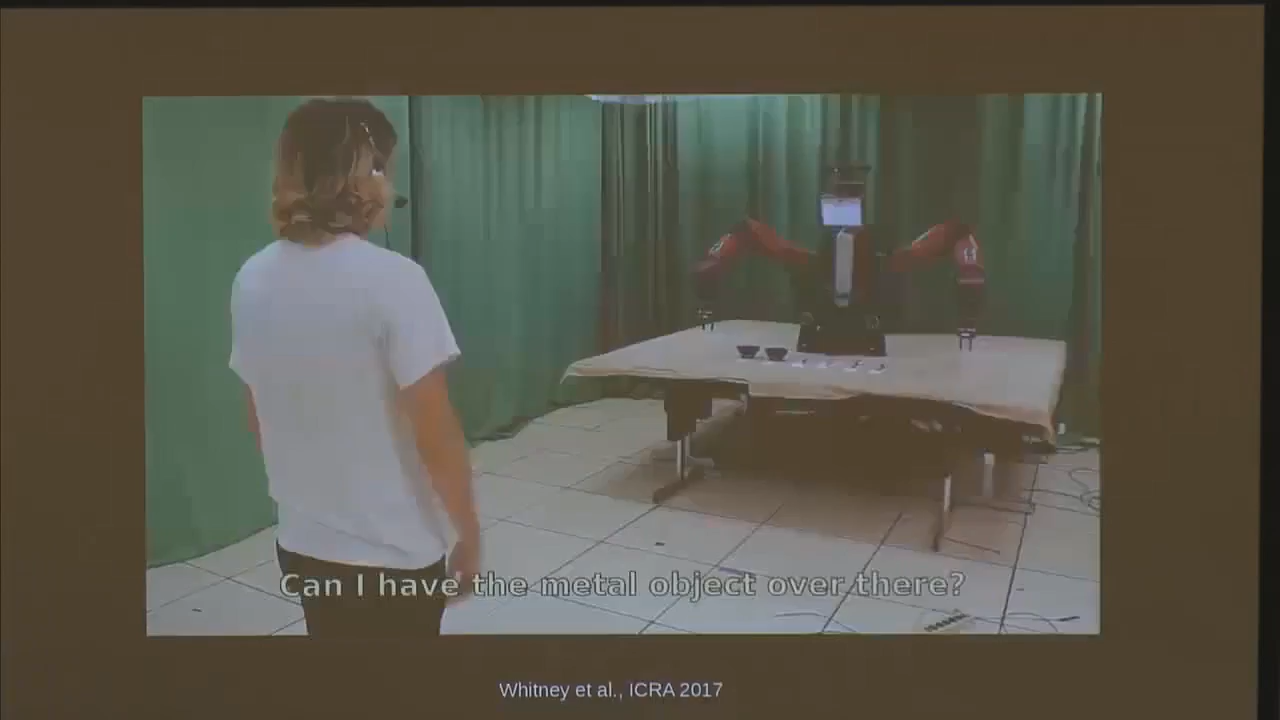 Can I have the metal object over there?
Whitney et al., ICRA 2017